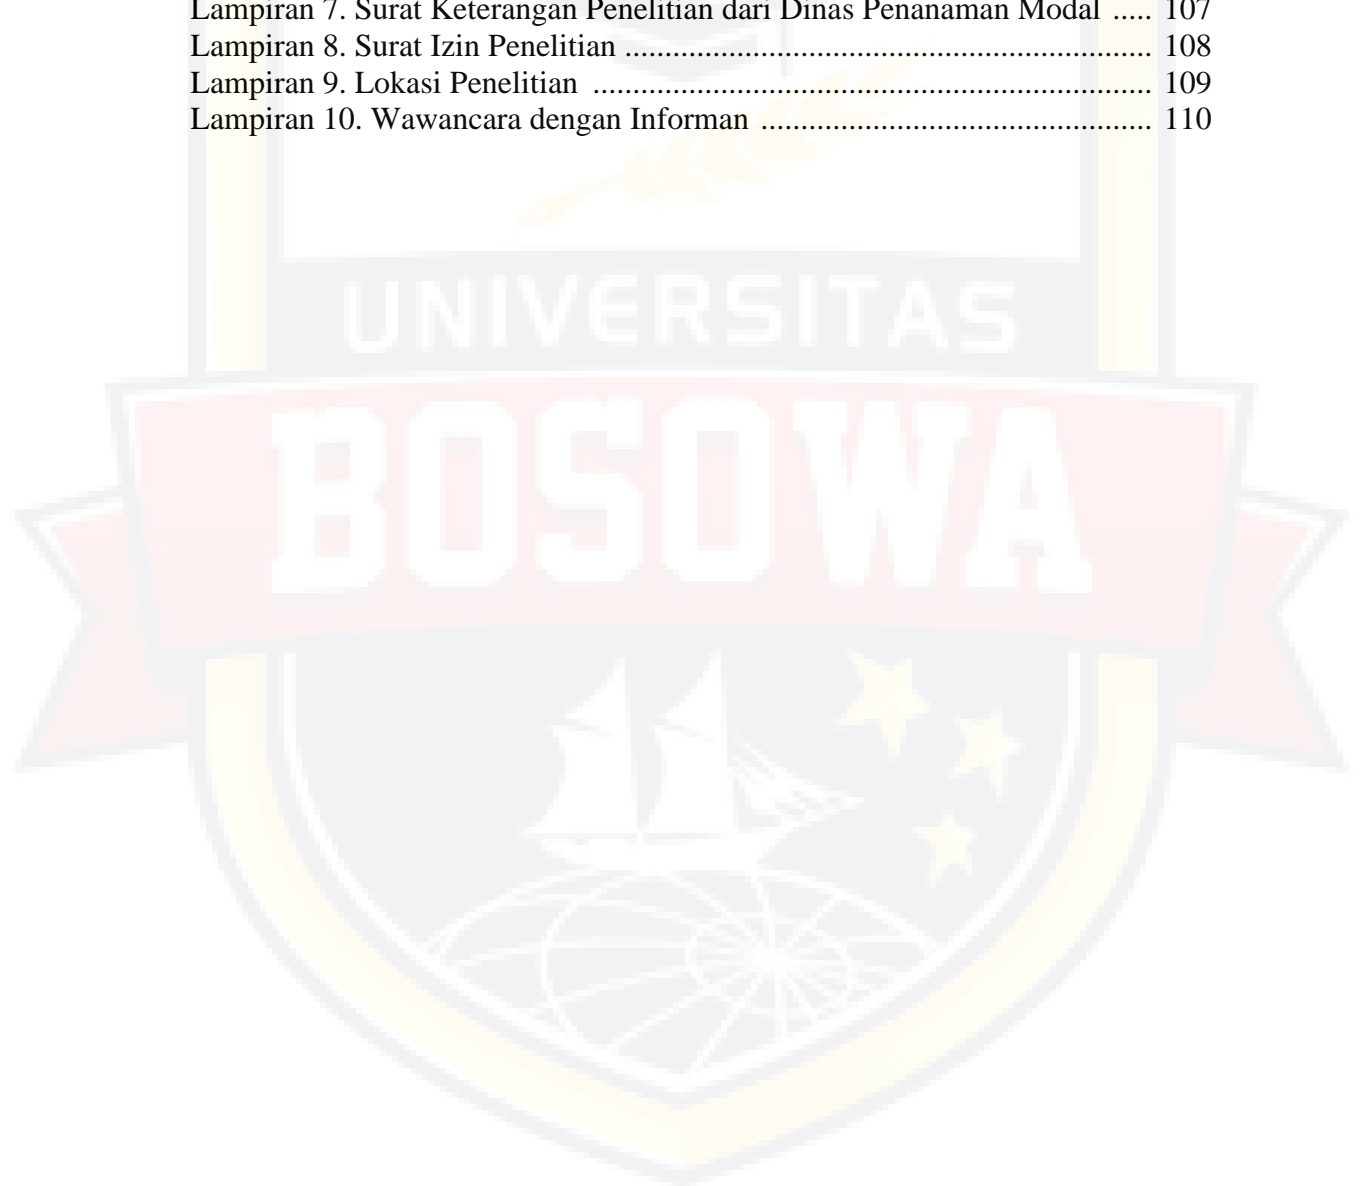 Lampiran 7. Surat Keterangan Penelitian dari Dinas Penanaman Modal ..... 107
Lampiran 8. Surat Izin Penelitian .................................................................. 108
Lampiran 9. Lokasi Penelitian ...................................................................... 109
Lampiran 10. Wawancara dengan Informan ................................................. 110
UNIVERSITAS
BOSOWA